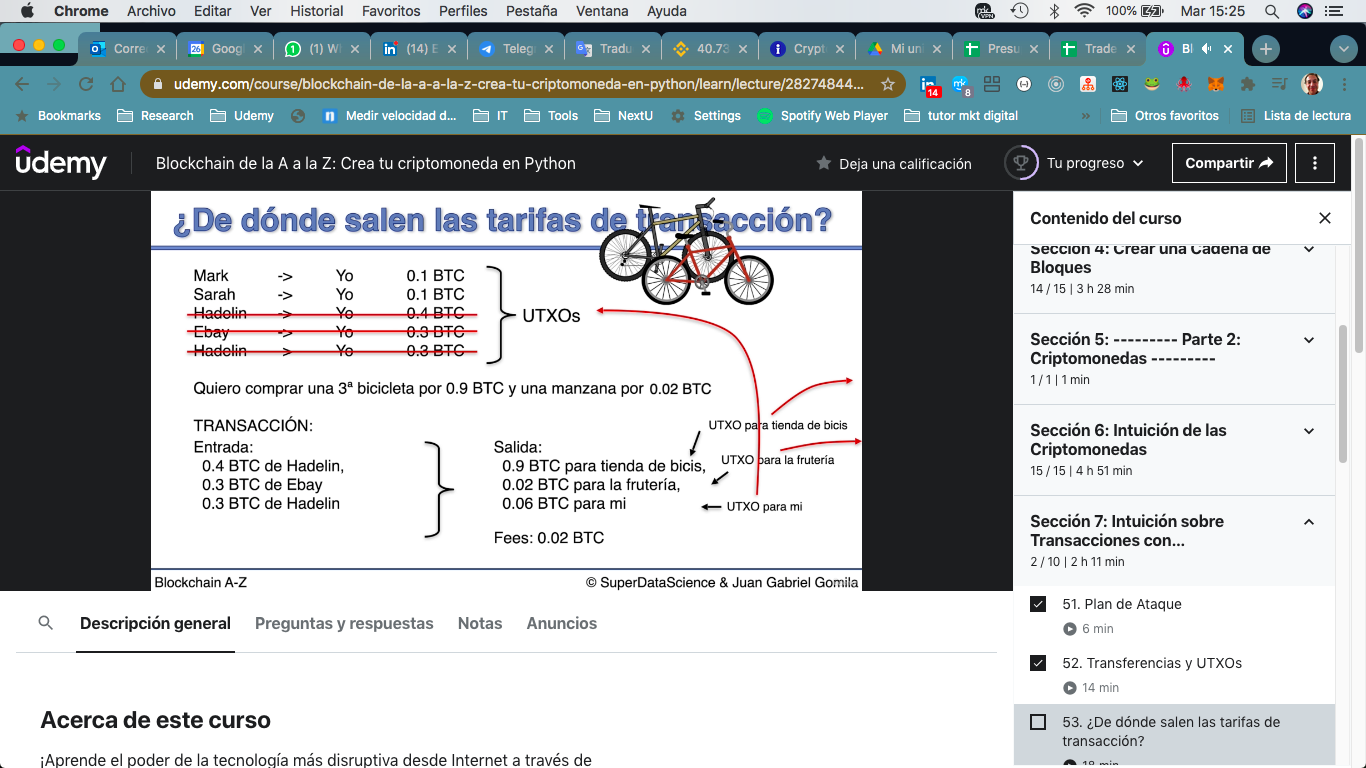 Chrome Archivo Editar Ver Historial Favoritos Perfiles Pestaña Ventana Ayuda 100% Mar 15:25
Corre 26 Googl (1) W (14) E Teleg Tradu 40.73 Crypt Mi uni Presu Trade Bl
udemy.com/course/blockchain-de-la-a-a-la-z-crea-tu-criptomoneda-en-python/learn/lecture/28274844... 14 8
Bookmarks Research Udemy Medir velocidad d... IT Tools NextU Settings Spotify Web Player tutor mkt digital » Otros favoritos Lista de lectura
ûdemy Blockchain de la A a la Z: Crea tu criptomoneda en Python Deja una calificación Tu progreso Compartir
¿De dónde salen las tarifas de transacción?
Mark -> Yo 0.1 BTC
Sarah -> Yo 0.1 BTC
Hadelin -> Yo 0.4 BTC
Ebay -> Yo 0.3 BTC
Hadelin -> Yo 0.3 BTC
UTXOs
Quiero comprar una 3ª bicicleta por 0.9 BTC y una manzana por 0.02 BTC
TRANSACCIÓN:
Entrada:
0.4 BTC de Hadelin,
0.3 BTC de Ebay
0.3 BTC de Hadelin
Salida:
0.9 BTC para tienda de bicis,
0.02 BTC para la frutería,
0.06 BTC para mi
Fees: 0.02 BTC
UTXO para tienda de bicis
UTXO para la frutería
UTXO para mi
Blockchain A-Z © SuperDataScience & Juan Gabriel Gomila
Contenido del curso
Sección 4: Crear una Cadena de
Bloques
14 / 15 | 3 h 28 min
Sección 5: --------- Parte 2:
Criptomonedas ---------
1 / 1 | 1 min
Sección 6: Intuición de las
Criptomonedas
15 / 15 | 4 h 51 min
Sección 7: Intuición sobre
Transacciones con...
2 / 10 | 2 h 11 min
51. Plan de Ataque
6 min
52. Transferencias y UTXOs
14 min
53. ¿De dónde salen las tarifas de
transacción?
18 min
Descripción general Preguntas y respuestas Notas Anuncios
Acerca de este curso
¡Aprende el poder de la tecnología más disruptiva desde Internet a través de